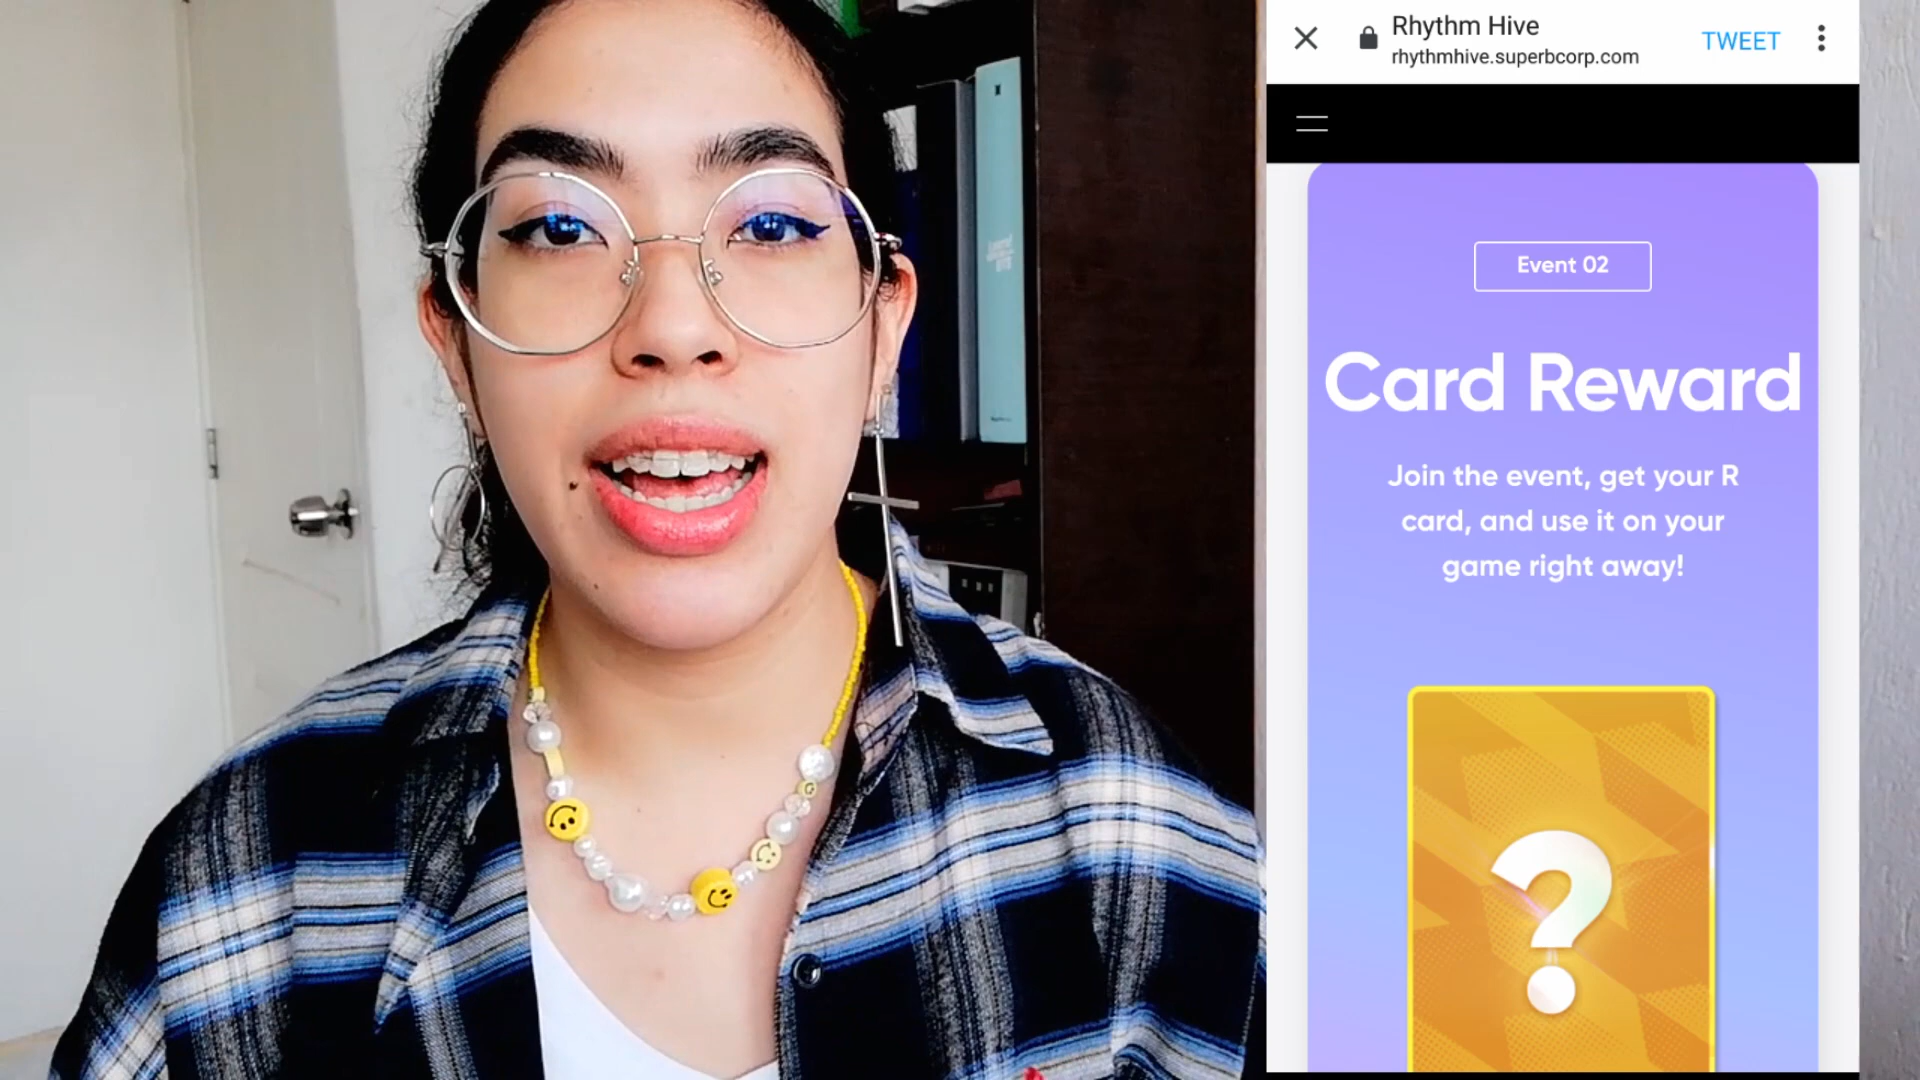 Rhythm Hive
rhythmhive.superbcorp.com
TWEET
Event 02
Card Reward
Join the event, get your R
card, and use it on your
game right away!
?